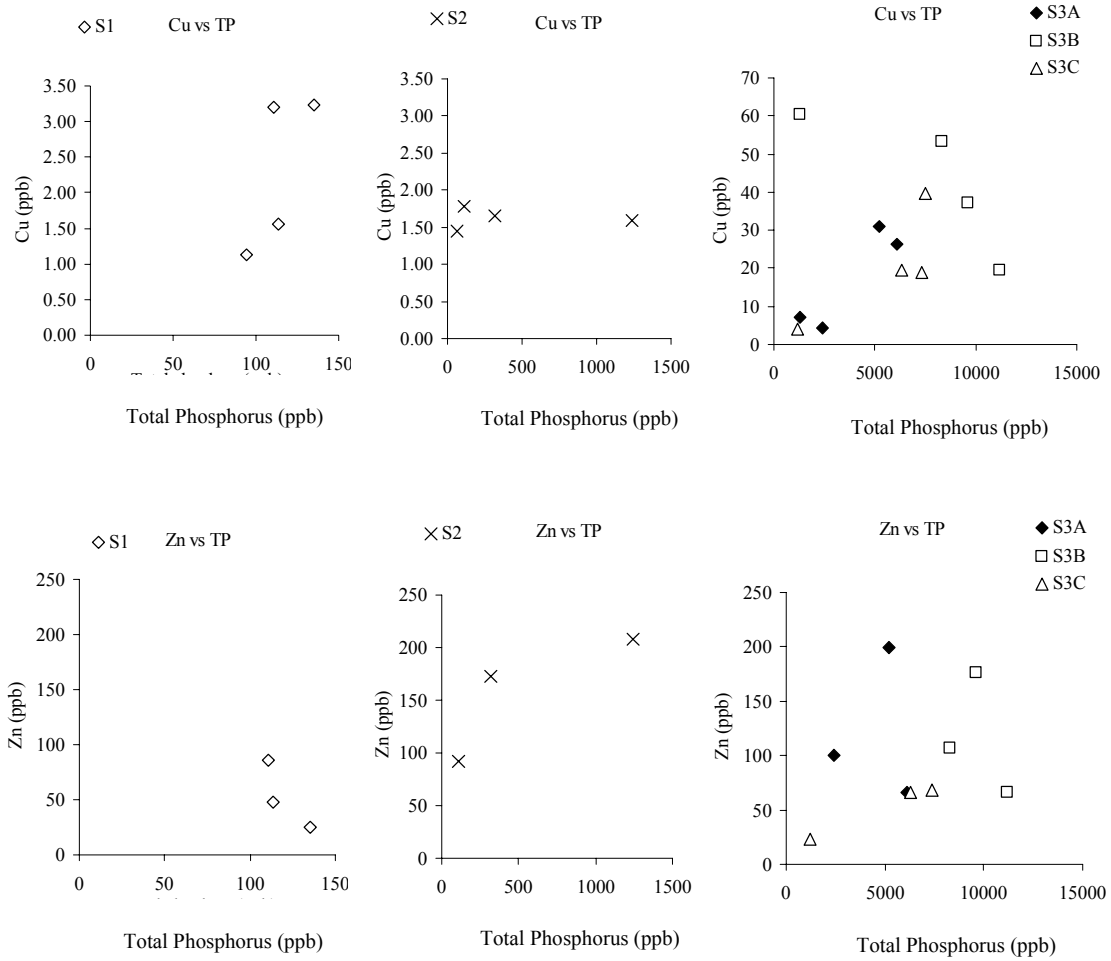 S1 Cu vs TP
3.50
3.00
2.50
2.00
1.50
1.00
0.50
0.00
Cu (ppb)
0 50 100 150
Total Phosphorus (ppb)
S2 Cu vs TP
3.50
3.00
2.50
2.00
1.50
1.00
0.50
0.00
Cu (ppb)
0 500 1000 1500
Total Phosphorus (ppb)
Cu vs TP
S3A
S3B
S3C
70
60
50
40
30
20
10
0
Cu (ppb)
0 5000 10000 15000
Total Phosphorus (ppb)
S1 Zn vs TP
250
200
150
100
50
0
Zn (ppb)
0 50 100 150
Total Phosphorus (ppb)
S2 Zn vs TP
250
200
150
100
50
0
Zn (ppb)
0 500 1000 1500
Total Phosphorus (ppb)
Zn vs TP
S3A
S3B
S3C
250
200
150
100
50
0
Zn (ppb)
0 5000 10000 15000
Total Phosphorus (ppb)